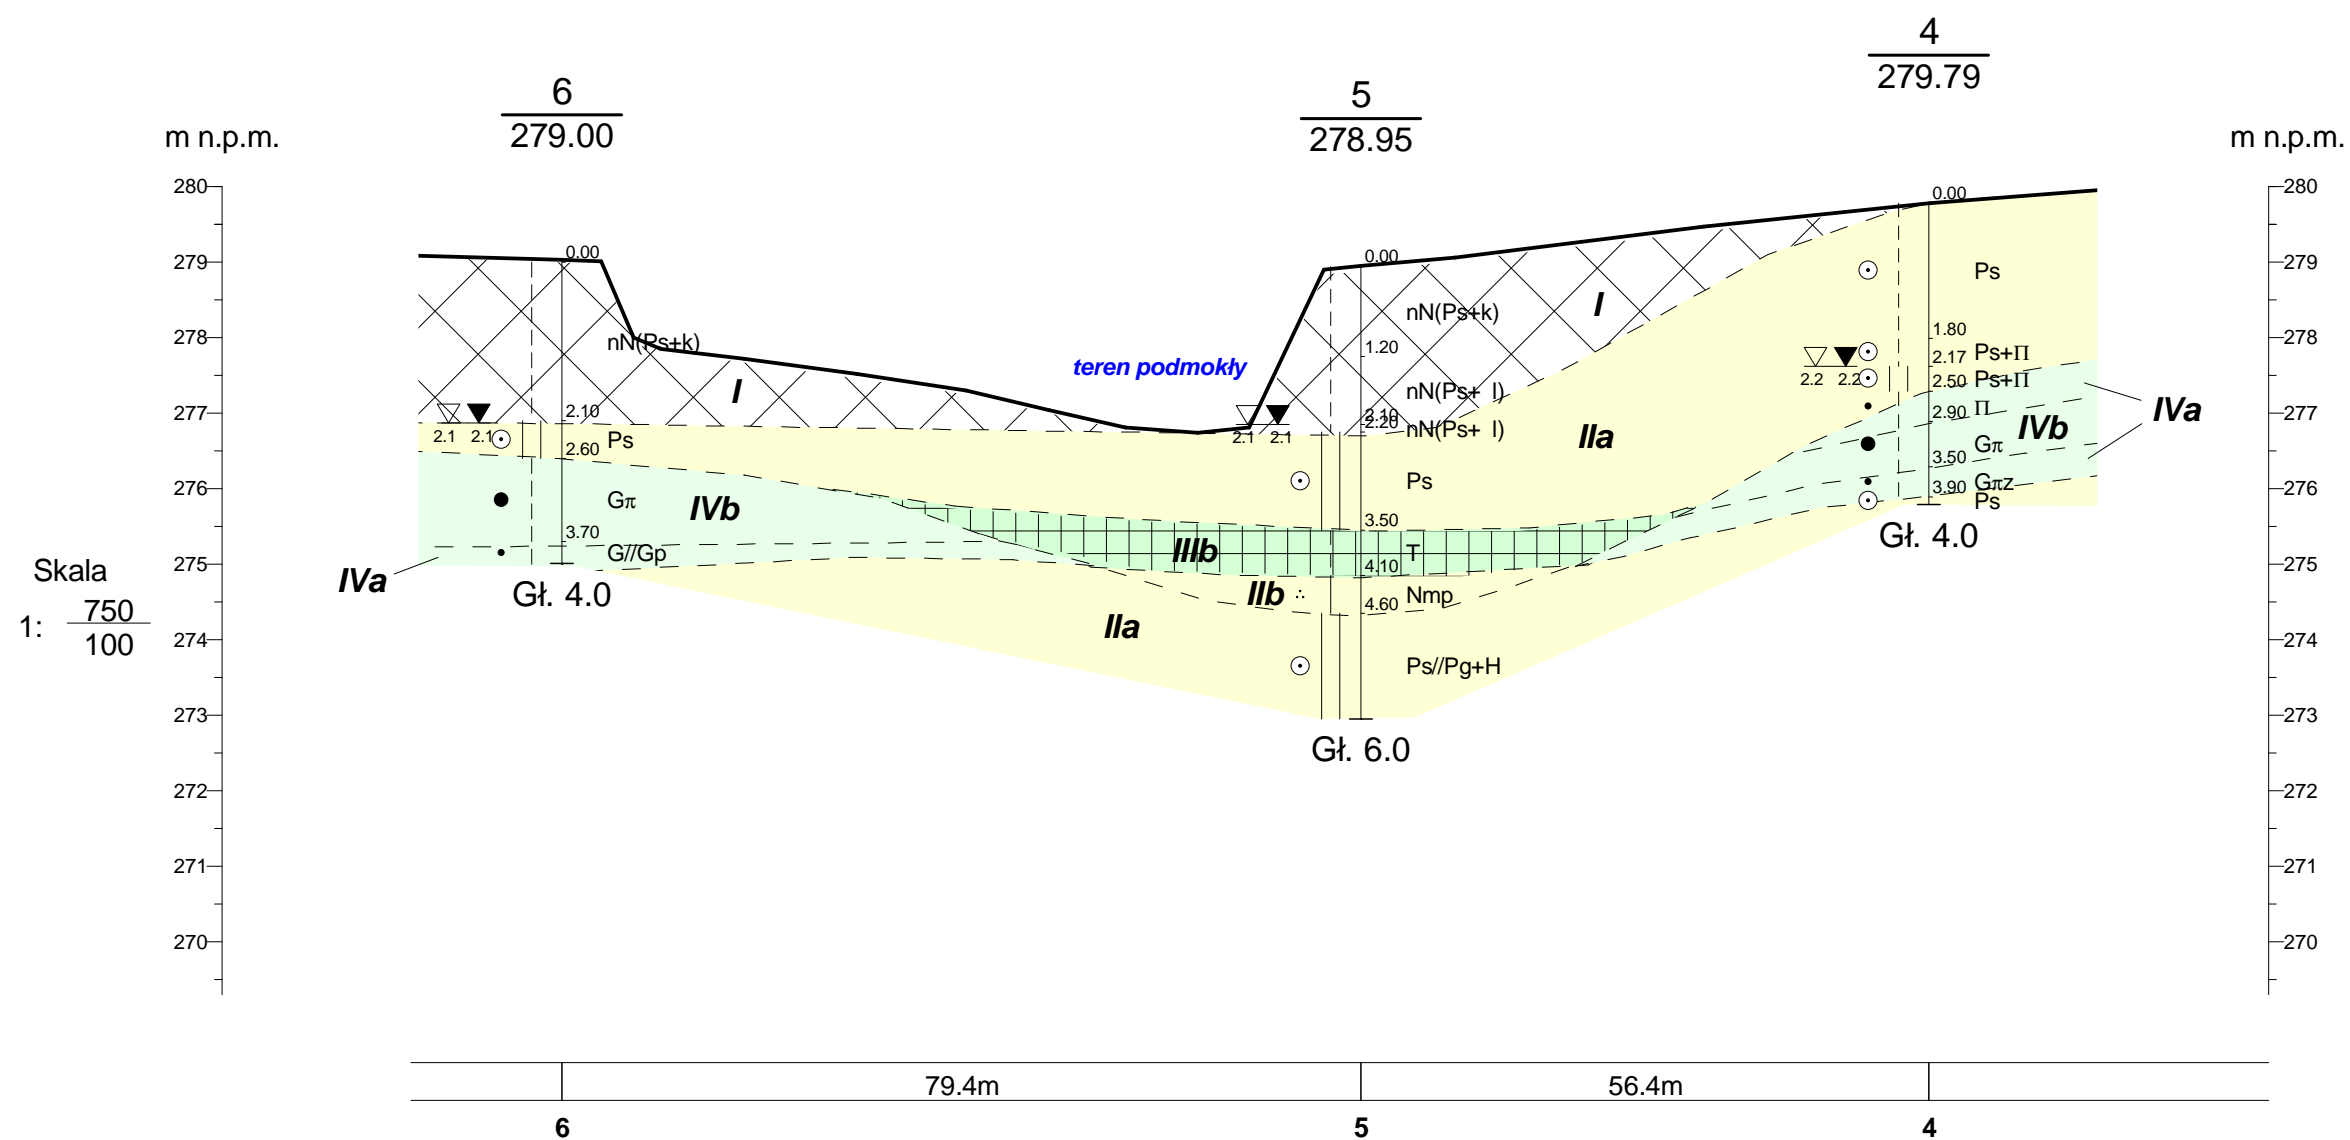 4
279.79
6
279.00
5
278.95
m n.p.m.
m n.p.m.
280
279
278
277
276
275
274
273
272
271
270
280
279
278
277
276
275
274
273
272
271
270
0.00
nN(Ps+k)
I
2.10
2.1 2.1
Ps
2.60
Gπ
IVb
3.70
G//Gp
IVa
Gł. 4.0
teren podmokły
0.00
nN(Ps+k)
I
1.20
nN(Ps+ I)
2.10
2.20
nN(Ps+ I)
2.1 2.1
IIa
Ps
3.50
IIIb
T
4.10
IIb
Nmp
4.60
IIa
Ps//Pg+H
Gł. 6.0
0.00
Ps
1.80
Ps+Π
2.17
2.2 2.2
Ps+Π
2.50
Π
2.90
IVa
IVb
Gπ
3.50
Gπz
3.90
Ps
Gł. 4.0
Skala
1: 750
100
79.4m
56.4m
6
5
4